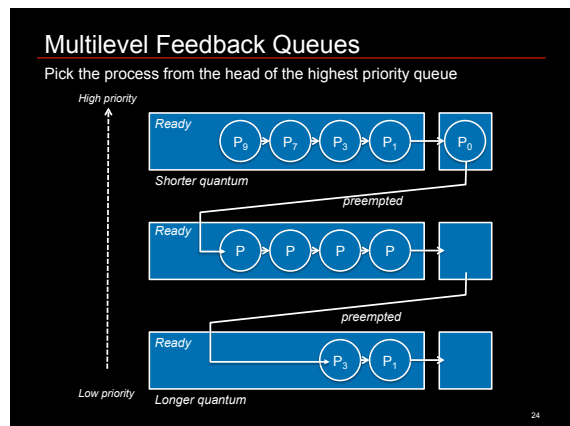 Multilevel Feedback Queues
Pick the process from the head of the highest priority queue
High priority
Ready
P9 P7 P3 P1 P0
Shorter quantum
preempted
Ready
P P P P
preempted
Ready
P3 P1
Low priority
Longer quantum
24